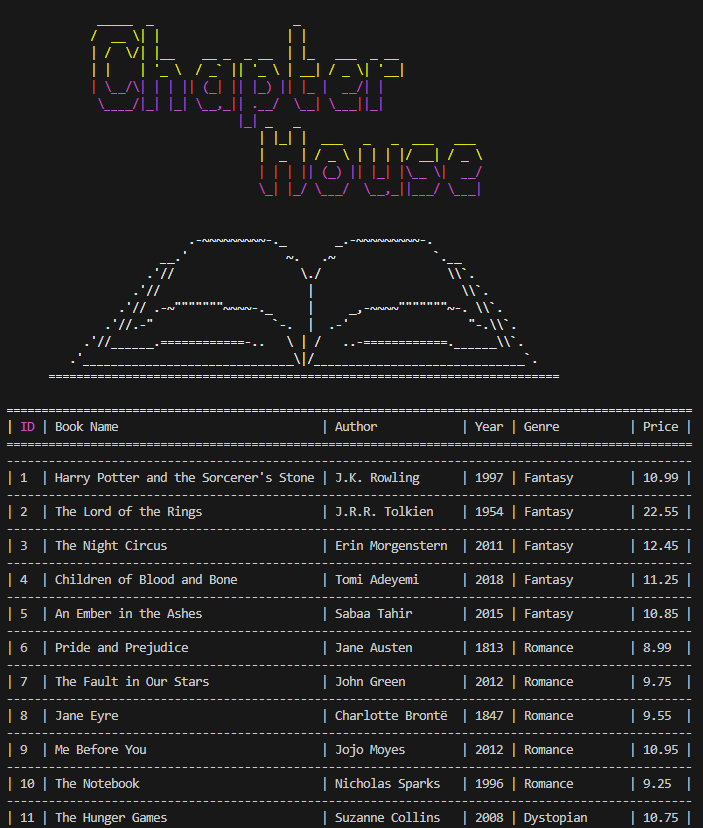 Chapter
House
| ID | Book Name | Author | Year | Genre | Price |
| 1 | Harry Potter and the Sorcerer's Stone | J.K. Rowling | 1997 | Fantasy | 10.99 |
| 2 | The Lord of the Rings | J.R.R. Tolkien | 1954 | Fantasy | 22.55 |
| 3 | The Night Circus | Erin Morgenstern | 2011 | Fantasy | 12.45 |
| 4 | Children of Blood and Bone | Tomi Adeyemi | 2018 | Fantasy | 11.25 |
| 5 | An Ember in the Ashes | Sabaa Tahir | 2015 | Fantasy | 10.85 |
| 6 | Pride and Prejudice | Jane Austen | 1813 | Romance | 8.99 |
| 7 | The Fault in Our Stars | John Green | 2012 | Romance | 9.75 |
| 8 | Jane Eyre | Charlotte Brontë | 1847 | Romance | 9.55 |
| 9 | Me Before You | Jojo Moyes | 2012 | Romance | 10.95 |
| 10 | The Notebook | Nicholas Sparks | 1996 | Romance | 9.25 |
| 11 | The Hunger Games | Suzanne Collins | 2008 | Dystopian | 10.75 |